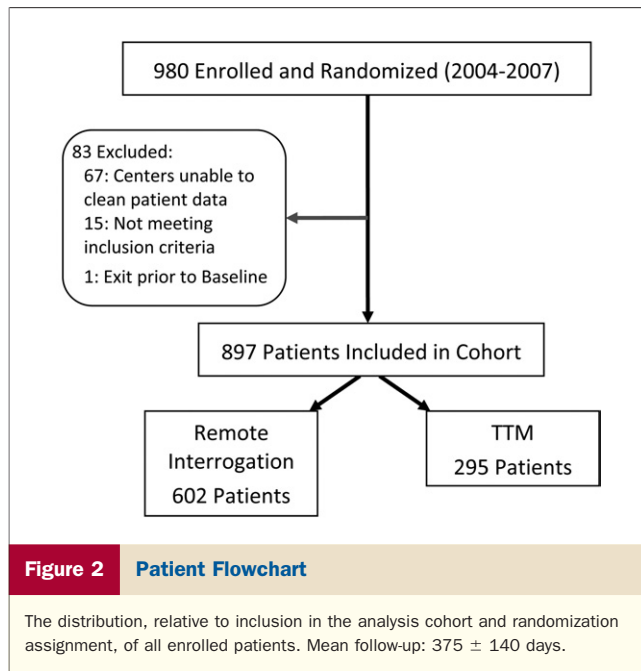 980 Enrolled and Randomized (2004-2007)
83 Excluded:
67: Centers unable to
clean patient data
15: Not meeting
inclusion criteria
1: Exit prior to Baseline
897 Patients Included in Cohort
Remote
Interrogation
602 Patients
TTM
295 Patients
Figure 2 Patient Flowchart
The distribution, relative to inclusion in the analysis cohort and randomization
assignment, of all enrolled patients. Mean follow-up: 375 ± 140 days.